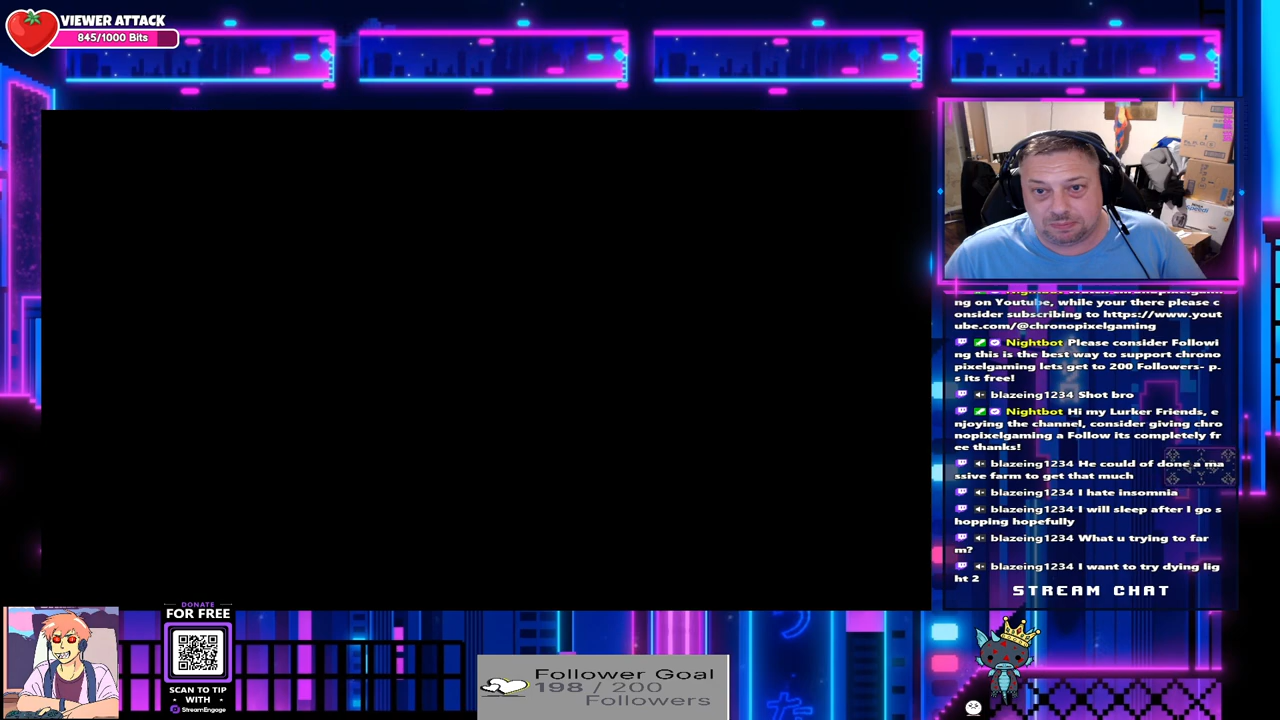 VIEWER ATTACK
845/1000 Bits
ng on Youtube, while your there please c
onsider subscribing to https://www.yout
ube.com/@chronopixelgaming
Nightbot Please consider Followi
ng this is the best way to support chrono
pixelgaming lets get to 200 Followers- p.
s its free!
blazeing1234 Shot bro
Nightbot Hi my Lurker Friends, e
njoying the channel, consider giving chro
nopixelgaming a Follow its completely fr
ee thanks!
blazeing1234 He could of done a ma
ssive farm to get that much
blazeing1234 I hate insomnia
blazeing1234 I will sleep after I go s
hopping hopefully
blazeing1234 What u trying to far
m?
blazeing1234 I want to try dying lig
ht 2
STREAM CHAT
DONATE
FOR FREE
SCAN TO TIP
WITH
StreamEngage
Follower Goal
198 / 200
Followers